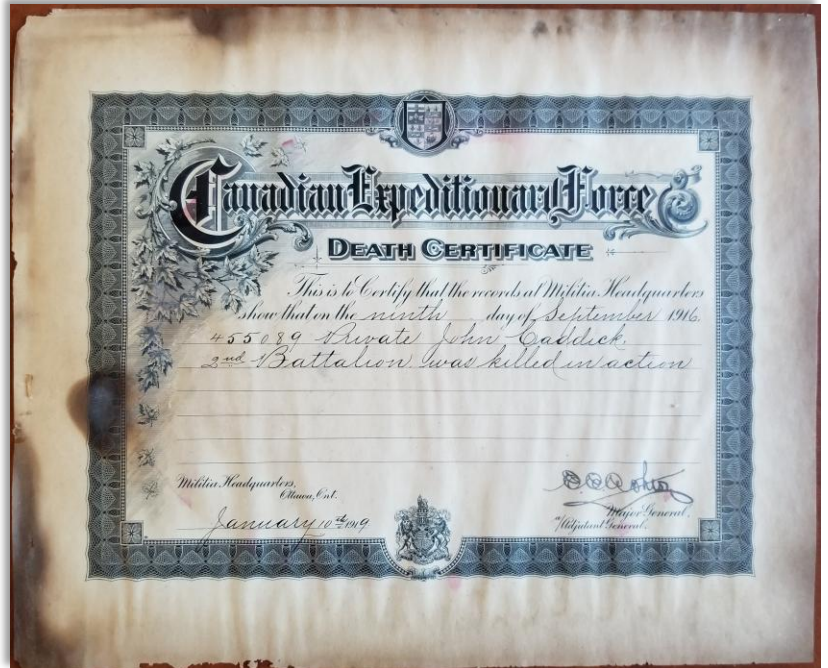 Canadian Expeditionary Force
DEATH CERTIFICATE
This is to Certify that the records at Militia Headquarters
show that on the ninth day of September 1916.
455089 Private John Caddick,
2nd Battalion was killed in action
Militia Headquarters,
Ottawa, Ont.
January 10th 1919
Major General.
Adjutant General.